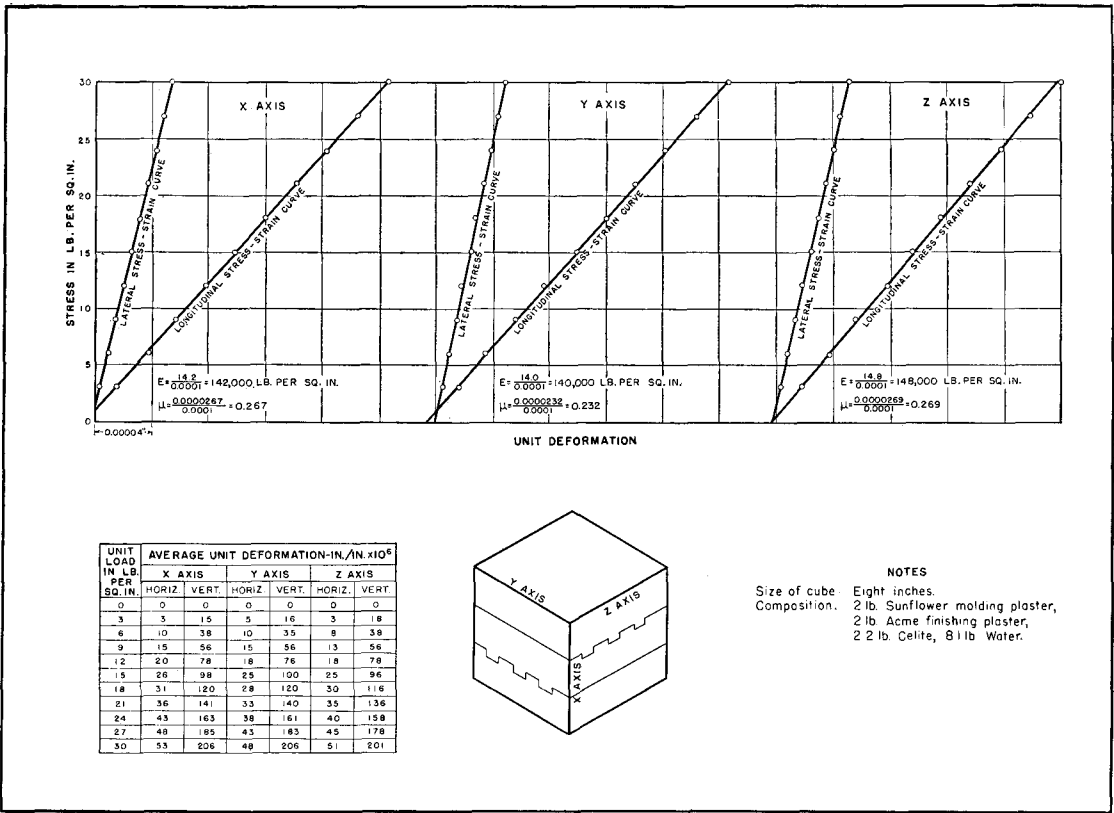 30
25
20
15
10
5
0
STRESS IN LB. PER SQ. IN.
X AXIS
Y AXIS
Z AXIS
LATERAL STRESS-STRAIN CURVE
LONGITUDINAL STRESS-STRAIN CURVE
LATERAL STRESS-STRAIN CURVE
LONGITUDINAL STRESS-STRAIN CURVE
LATERAL STRESS-STRAIN CURVE
LONGITUDINAL STRESS-STRAIN CURVE
E=14.2/0.0001=142,000 LB. PER SQ. IN.
μ=0.0000267/0.0001=0.267
E=14.0/0.0001=140,000 LB. PER SQ. IN.
μ=0.0000232/0.0001=0.232
E=14.8/0.0001=148,000 LB. PER SQ. IN.
μ=0.0000269/0.0001=0.269
0.00004"
UNIT DEFORMATION
UNIT LOAD IN LB. PER SQ. IN.
AVERAGE UNIT DEFORMATION-IN./IN. x10⁶
X AXIS Y AXIS Z AXIS
HORIZ. VERT. HORIZ. VERT. HORIZ. VERT.
0 0 0 0 0 0 0
3 3 15 5 16 3 18
6 10 38 10 35 8 38
9 15 56 15 56 13 56
12 20 78 18 76 18 78
15 26 98 25 100 25 96
18 31 120 28 120 30 116
21 36 141 33 140 35 136
24 43 163 38 161 40 158
27 48 185 43 183 45 178
30 53 206 48 206 51 201
Y AXIS
Z AXIS
X AXIS
NOTES
Size of cube Eight inches.
Composition. 2 lb. Sunflower molding plaster,
2 lb. Acme finishing plaster,
2 2 lb. Celite, 8 1 lb Water.